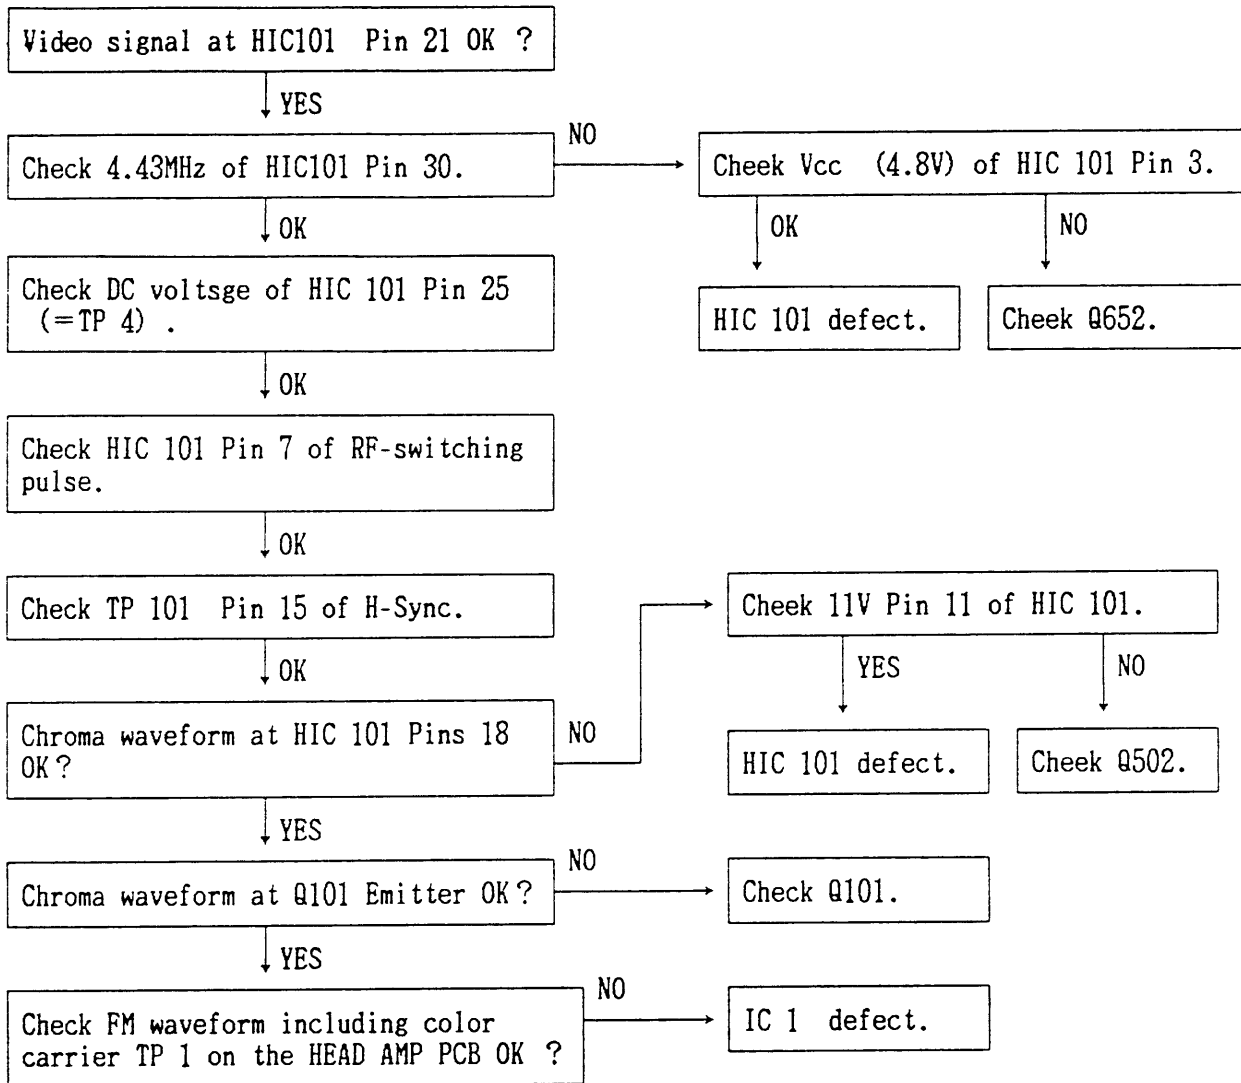 Video signal at HIC101 Pin 21 OK ?
YES
Check 4.43MHz of HIC101 Pin 30.
NO
Cheek Vcc (4.8V) of HIC 101 Pin 3.
OK
OK
NO
Check DC voltsge of HIC 101 Pin 25
(=TP 4) .
HIC 101 defect.
Cheek Q652.
OK
Check HIC 101 Pin 7 of RF-switching
pulse.
OK
Check TP 101 Pin 15 of H-Sync.
Cheek 11V Pin 11 of HIC 101.
OK
YES
NO
Chroma waveform at HIC 101 Pins 18
OK?
NO
HIC 101 defect.
Cheek Q502.
YES
Chroma waveform at Q101 Emitter OK?
NO
Check Q101.
YES
Check FM waveform including color
carrier TP 1 on the HEAD AMP PCB OK ?
NO
IC 1 defect.